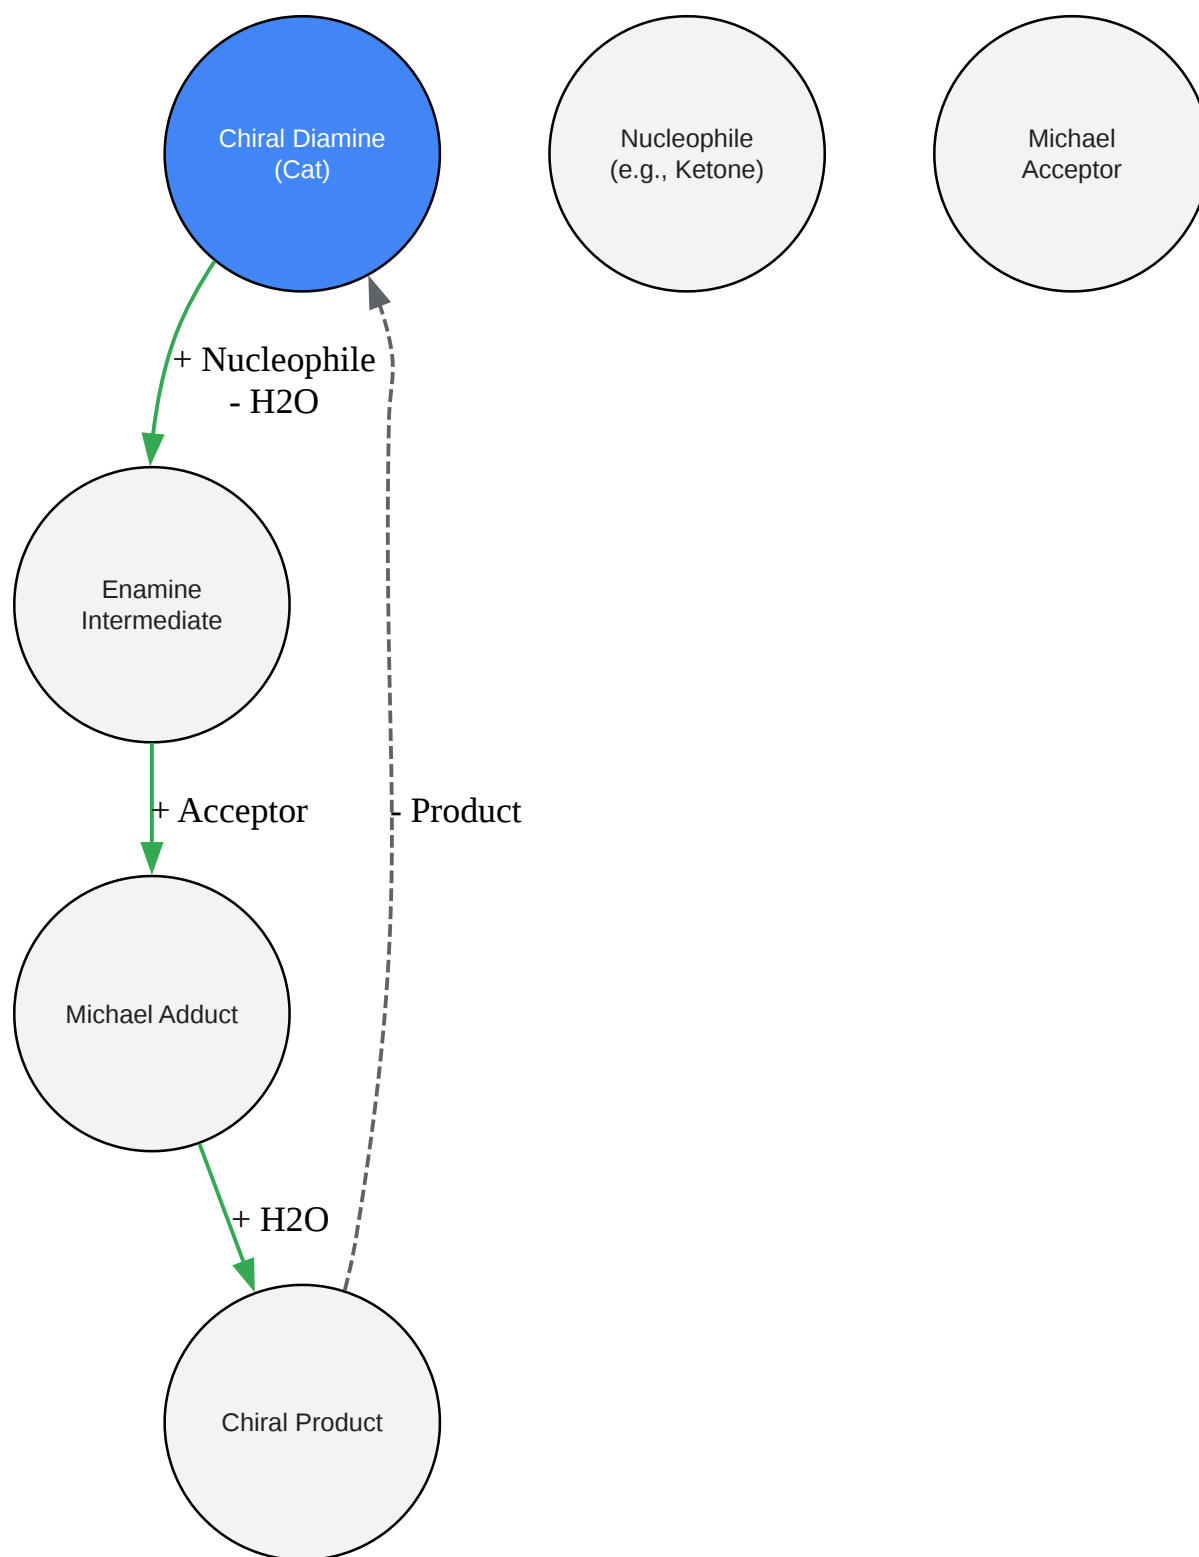 Chiral Diamine
(Cat)
Nucleophile
(e.g., Ketone)
Michael
Acceptor
+ Nucleophile
- H2O
Enamine
Intermediate
+ Acceptor
- Product
Michael Adduct
+ H2O
Chiral Product